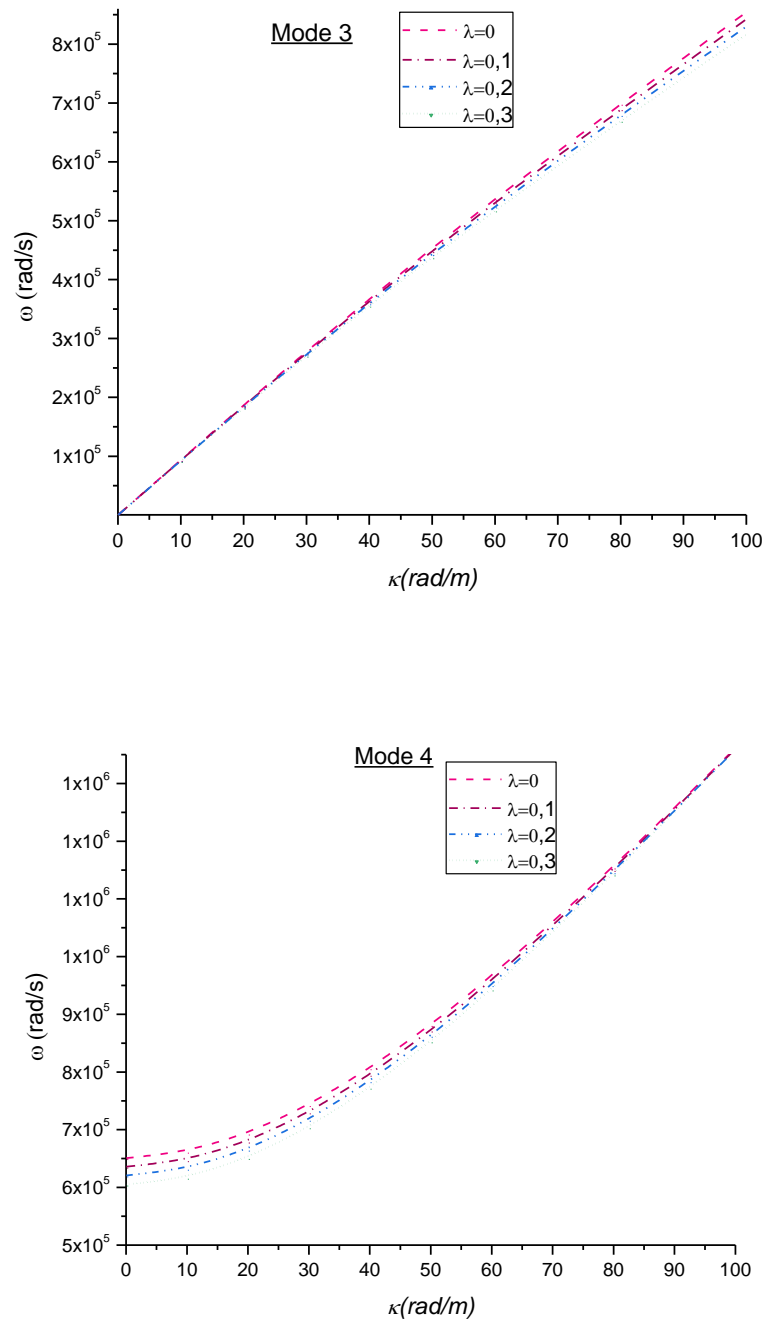 Mode 3
λ=0
λ=0,1
λ=0,2
λ=0,3
8x10⁵
7x10⁵
6x10⁵
5x10⁵
4x10⁵
3x10⁵
2x10⁵
1x10⁵
ω (rad/s)
0 10 20 30 40 50 60 70 80 90 100
κ(rad/m)
Mode 4
λ=0
λ=0,1
λ=0,2
λ=0,3
1x10⁶
1x10⁶
1x10⁶
1x10⁶
9x10⁵
8x10⁵
7x10⁵
6x10⁵
5x10⁵
ω (rad/s)
0 10 20 30 40 50 60 70 80 90 100
κ(rad/m)